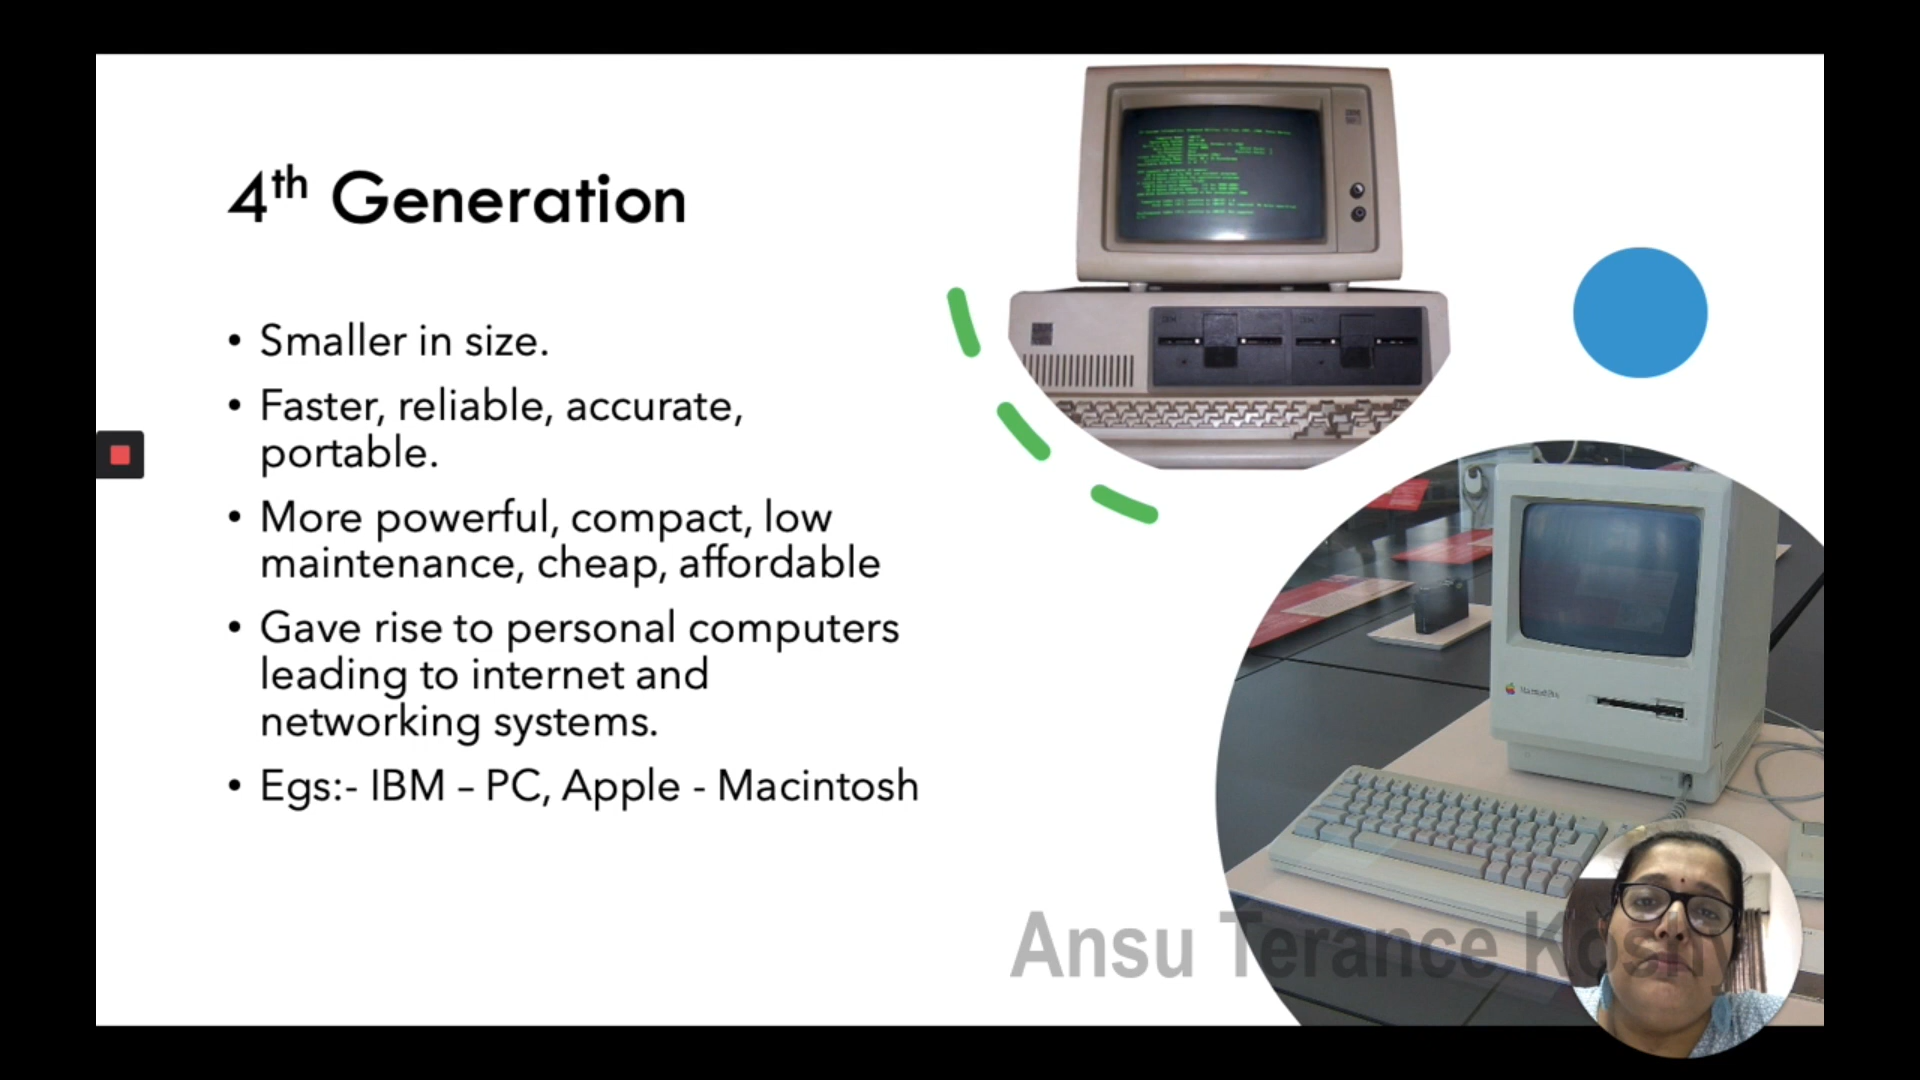 4th Generation
• Smaller in size.
• Faster, reliable, accurate,
portable.
• More powerful, compact, low
maintenance, cheap, affordable
• Gave rise to personal computers
leading to internet and
networking systems.
• Egs:- IBM – PC, Apple - Macintosh
Ansu Terance Koshy